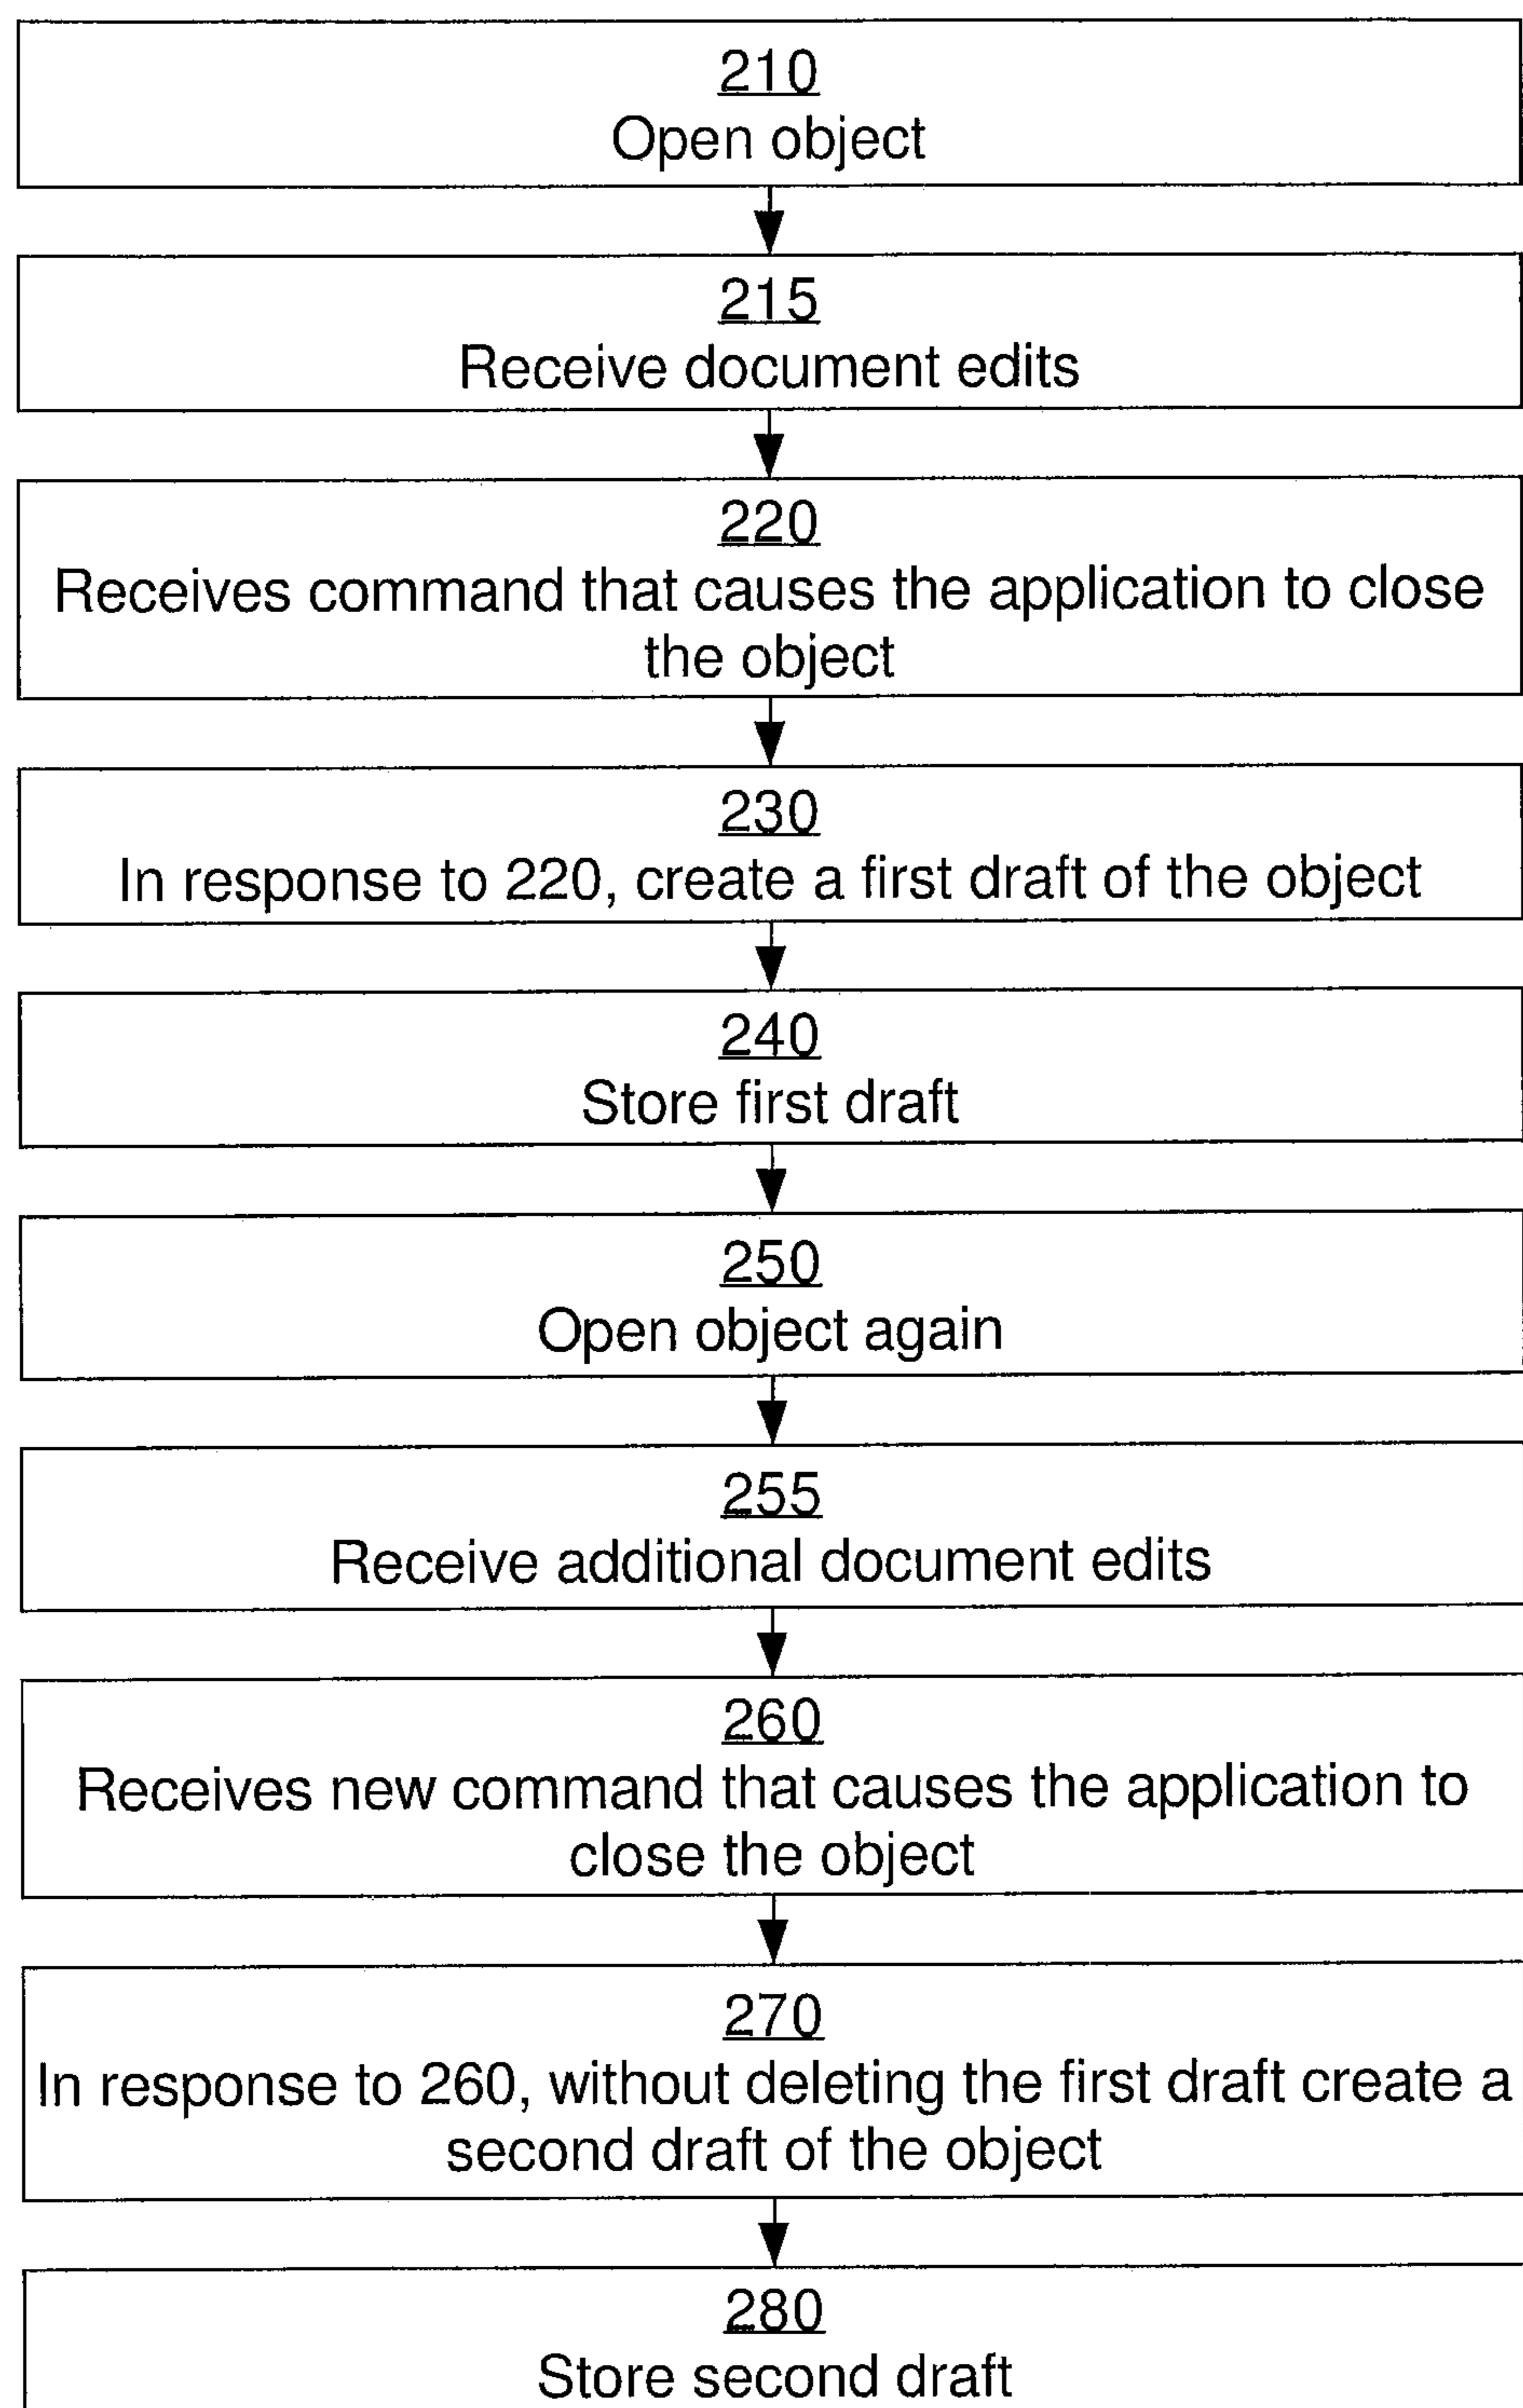 210
Open object
215
Receive document edits
220
Receives command that causes the application to close
the object
230
In response to 220, create a first draft of the object
240
Store first draft
250
Open object again
255
Receive additional document edits
260
Receives new command that causes the application to
close the object
270
In response to 260, without deleting the first draft create a
second draft of the object
280
Store second draft